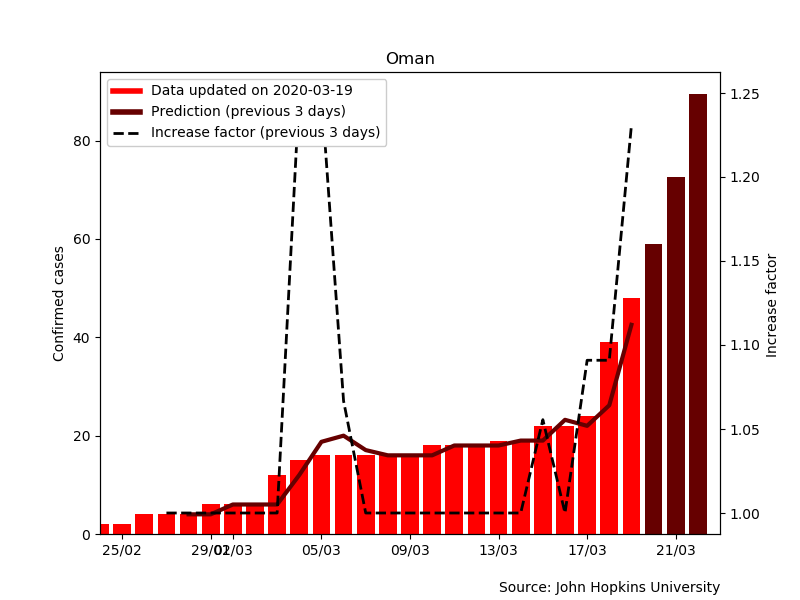 Oman
Data updated on 2020-03-19
Prediction (previous 3 days)
Increase factor (previous 3 days)
Confirmed cases
80
60
40
20
0
1.25
1.20
1.15
1.10
1.05
1.00
Increase factor
25/02 29/02 01/03 05/03 09/03 13/03 17/03 21/03
Source: John Hopkins University